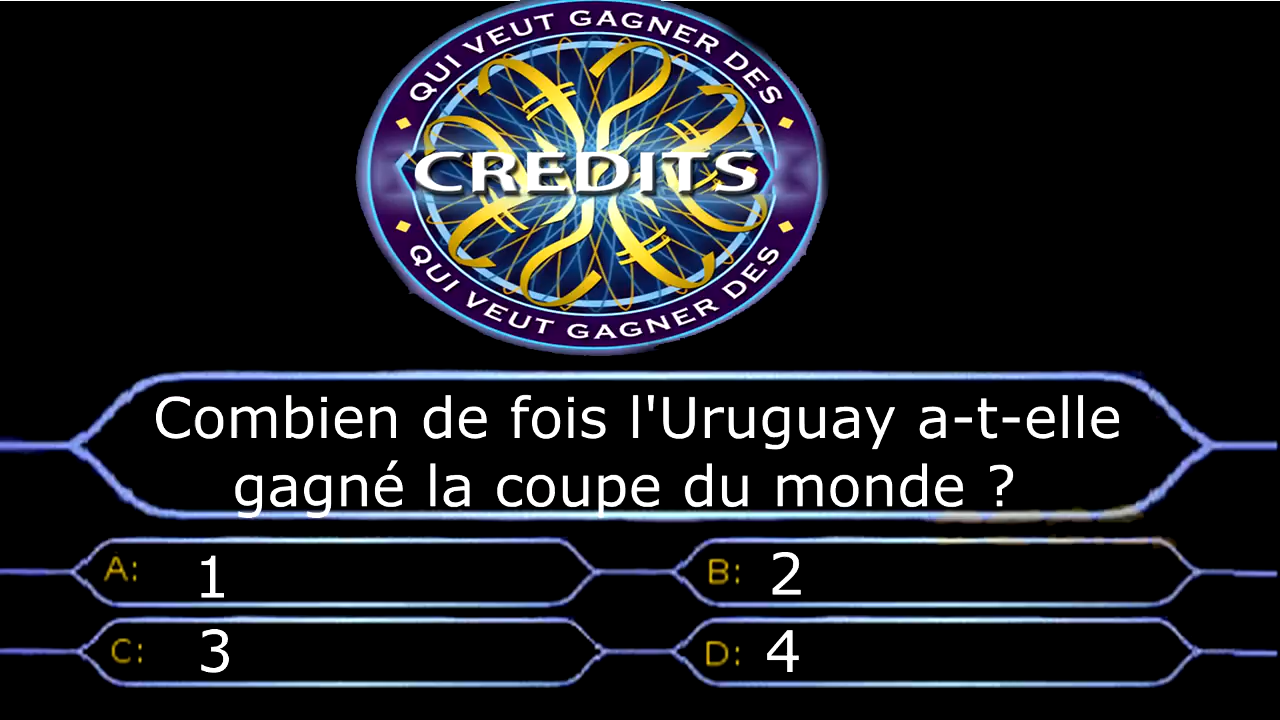 QUI VEUT GAGNER DES
CREDITS
QUI VEUT GAGNER DES
Combien de fois l'Uruguay a-t-elle
gagné la coupe du monde ?
A: 1
B: 2
C: 3
D: 4